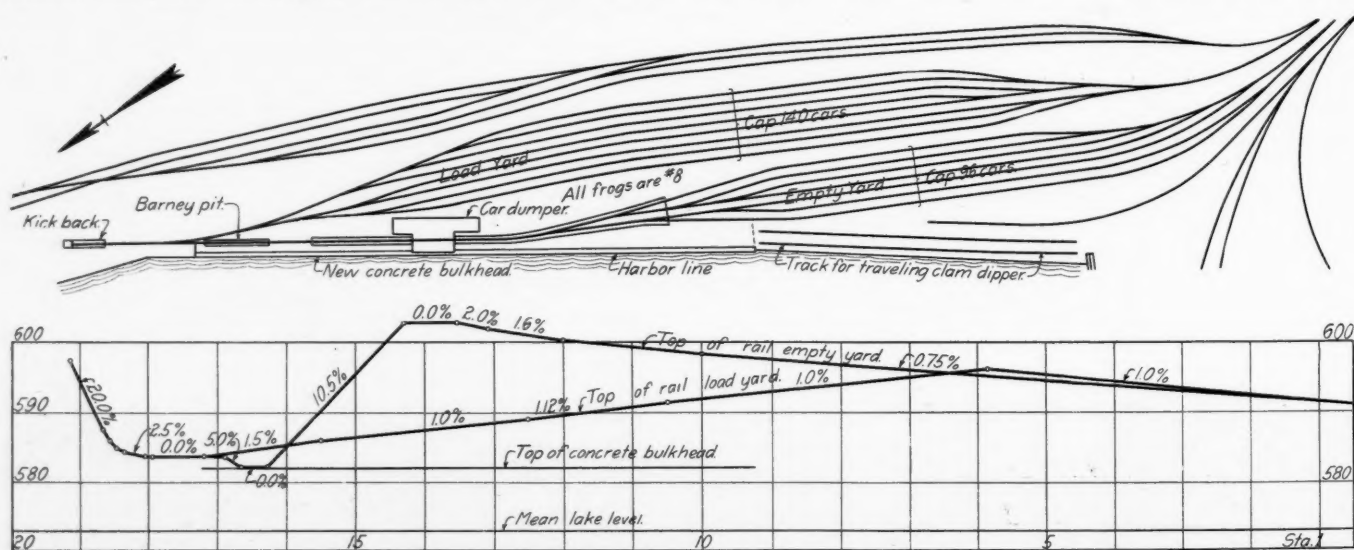 Cap. 140 cars.
Load Yard
All frogs are #8
Empty Yard
Cap. 96 cars.
Kick back.
Barney pit.
Car dumper.
New concrete bulkhead.
Harbor line
Track for traveling clam dipper.
0.0% 2.0% 1.6%
600
Top of rail empty yard.
0.75%
600
20.0%
10.5%
Top of rail load yard.
1.0%
1.0%
590
2.5%
0.0%
5.0%
1.5%
1.0%
1.12%
590
580
0.0%
Top of concrete bulkhead.
580
Mean lake level.
20
15
10
5
Sta. 1